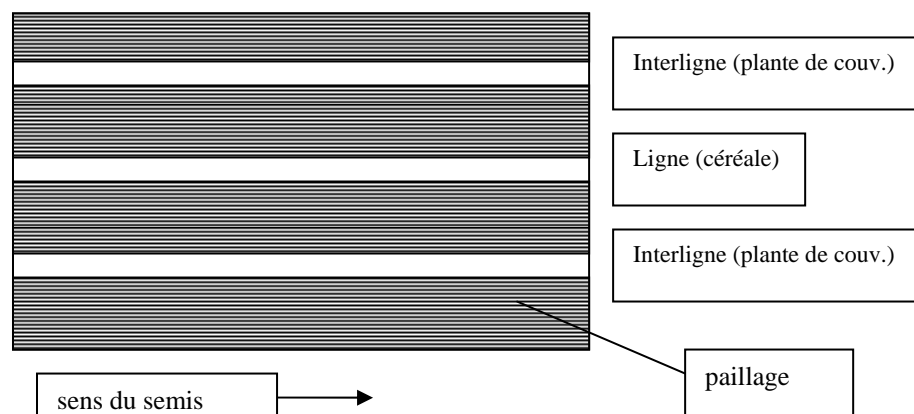 Interligne (plante de couv.)
Ligne (céréale)
Interligne (plante de couv.)
paillage
sens du semis